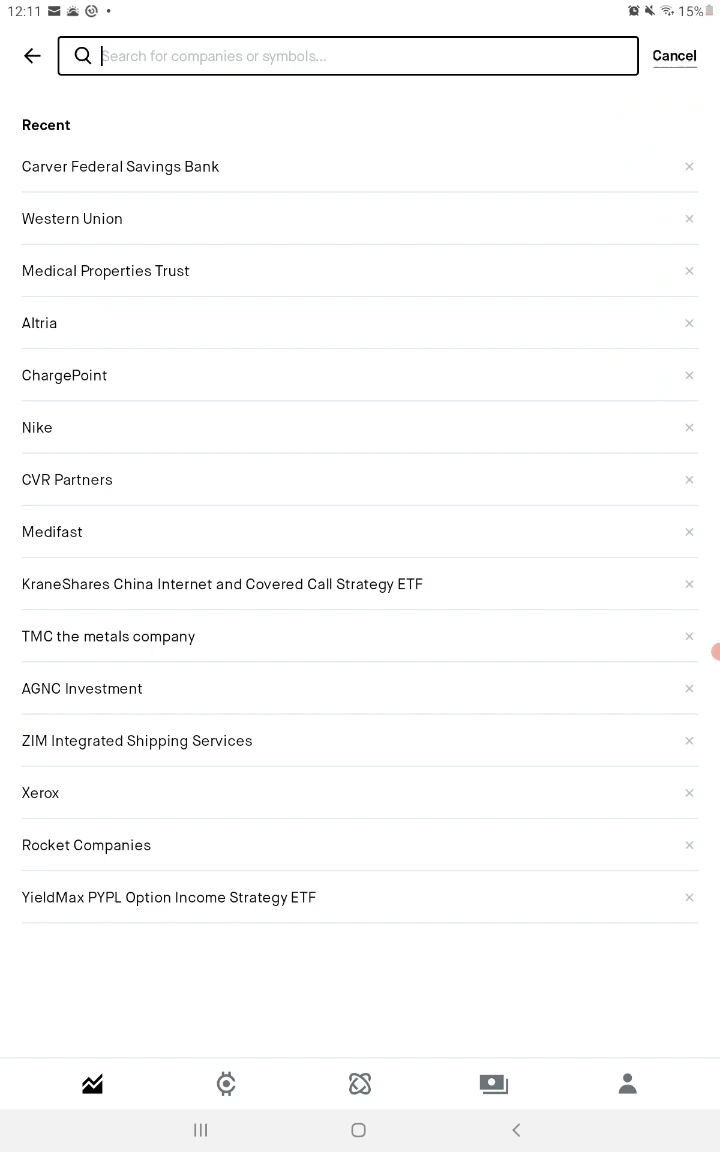 12:11
15%
Search for companies or symbols...
Cancel
Recent
Carver Federal Savings Bank
Western Union
Medical Properties Trust
Altria
ChargePoint
Nike
CVR Partners
Medifast
KraneShares China Internet and Covered Call Strategy ETF
TMC the metals company
AGNC Investment
ZIM Integrated Shipping Services
Xerox
Rocket Companies
YieldMax PYPL Option Income Strategy ETF